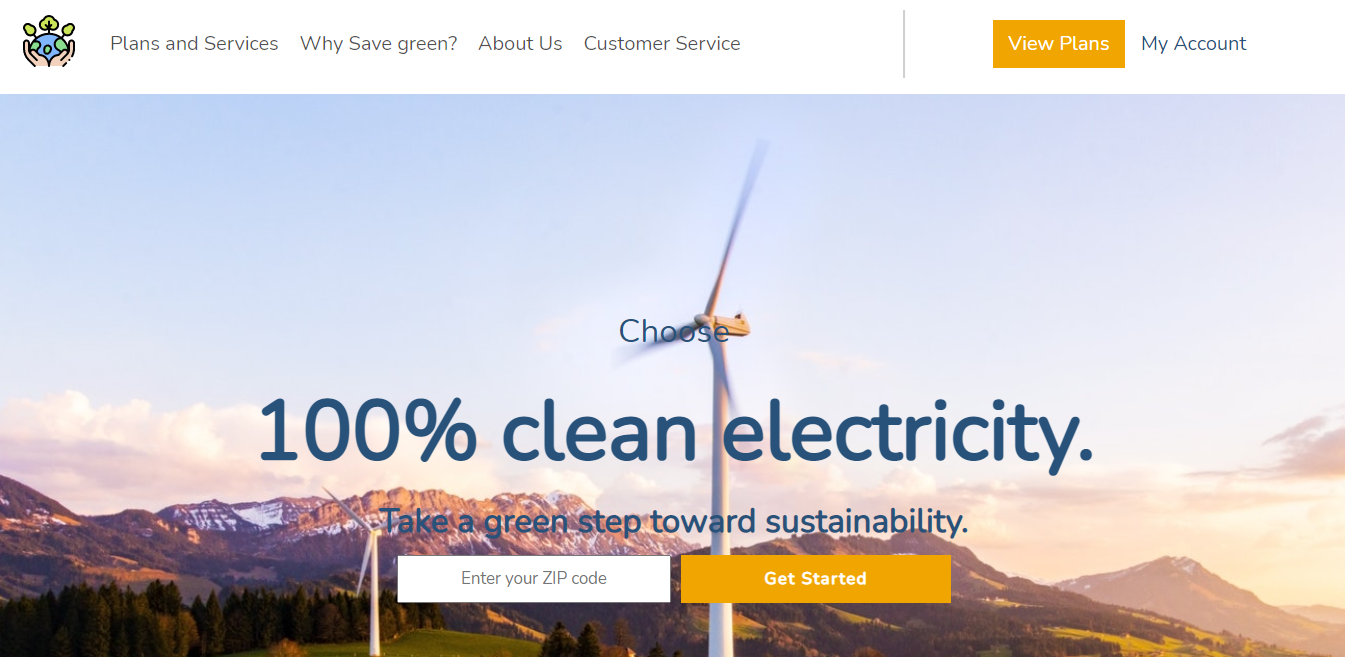 Plans and Services Why Save green? About Us Customer Service View Plans My Account
Choose
100% clean electricity.
Take a green step toward sustainability.
Enter your ZIP code Get Started